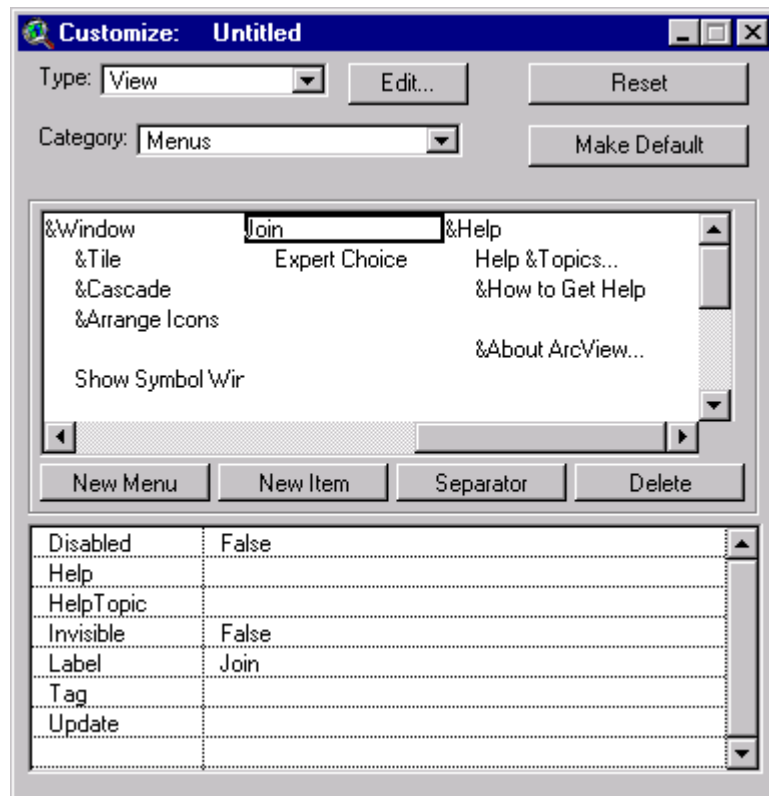 Customize: Untitled
Type: View Edit... Reset
Category: Menus Make Default
&Window Join &Help
&Tile Expert Choice Help &Topics...
&Cascade &How to Get Help
&Arrange Icons
&About ArcView...
Show Symbol Wir
New Menu New Item Separator Delete
Disabled False
Help
HelpTopic
Invisible False
Label Join
Tag
Update